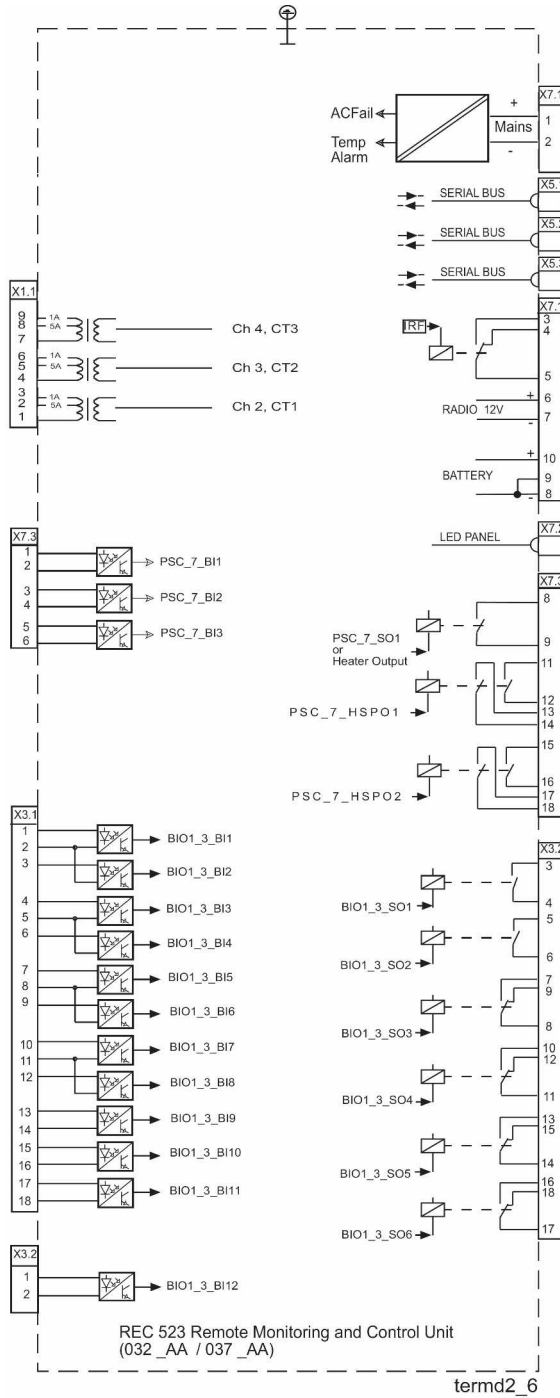 X7.1
ACFail
+
1
Mains
Temp
Alarm
2
-
X5.1
SERIAL BUS
X5.2
SERIAL BUS
X5.3
SERIAL BUS
X1.1
X7.1
9 1A
8 5A
7
Ch 4, CT3
6 1A
5 5A
4
Ch 3, CT2
3 1A
2 5A
1
Ch 2, CT1
IRF
3
4
5
+ 6
RADIO 12V
7
-
+ 10
BATTERY
9
8
-
X7.2
LED PANEL
X7.3
1
2
PSC_7_BI1
3
4
PSC_7_BI2
5
6
PSC_7_BI3
X7.3
8
9
PSC_7_SO1
or
Heater Output
11
12
13
14
PSC_7_HSPO1
15
16
17
18
PSC_7_HSPO2
X3.1
1
2
3
BIO1_3_BI1
BIO1_3_BI2
4
5
6
BIO1_3_BI3
BIO1_3_BI4
7
8
9
BIO1_3_BI5
BIO1_3_BI6
10
11
12
BIO1_3_BI7
BIO1_3_BI8
13
14
BIO1_3_BI9
15
16
BIO1_3_BI10
17
18
BIO1_3_BI11
X3.2
3
4
BIO1_3_SO1
5
6
BIO1_3_SO2
7
9
8
BIO1_3_SO3
10
12
11
BIO1_3_SO4
13
15
14
BIO1_3_SO5
16
18
17
BIO1_3_SO6
X3.2
1
2
BIO1_3_BI12
REC 523 Remote Monitoring and Control Unit
(032 _AA / 037 _AA)
termd2_6